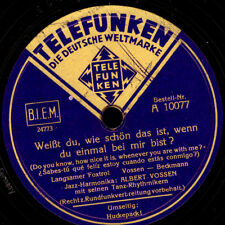 TELEFUNKEN
DIE DEUTSCHE WELTMARKE
TELE
FUN
KEN
B.I.E.M.
24773
Bestell-Nr.
A 10077
Weißt du, wie schön das ist, wenn
du einmal bei mir bist?
(Do you know, how nice it is, whenever you are with me?
¿Sabes-tú qué feliz estoy cuando estás conmigo?)
Langsamer Foxtrot Vossen - Beckmann
Jazz-Harmonika: ALBERT VOSSEN
mit seinen Tanz-Rhythmikern
(Recht z. Rundfunkvertreitung vorbehalt.)
Umseitig:
Huckepack!